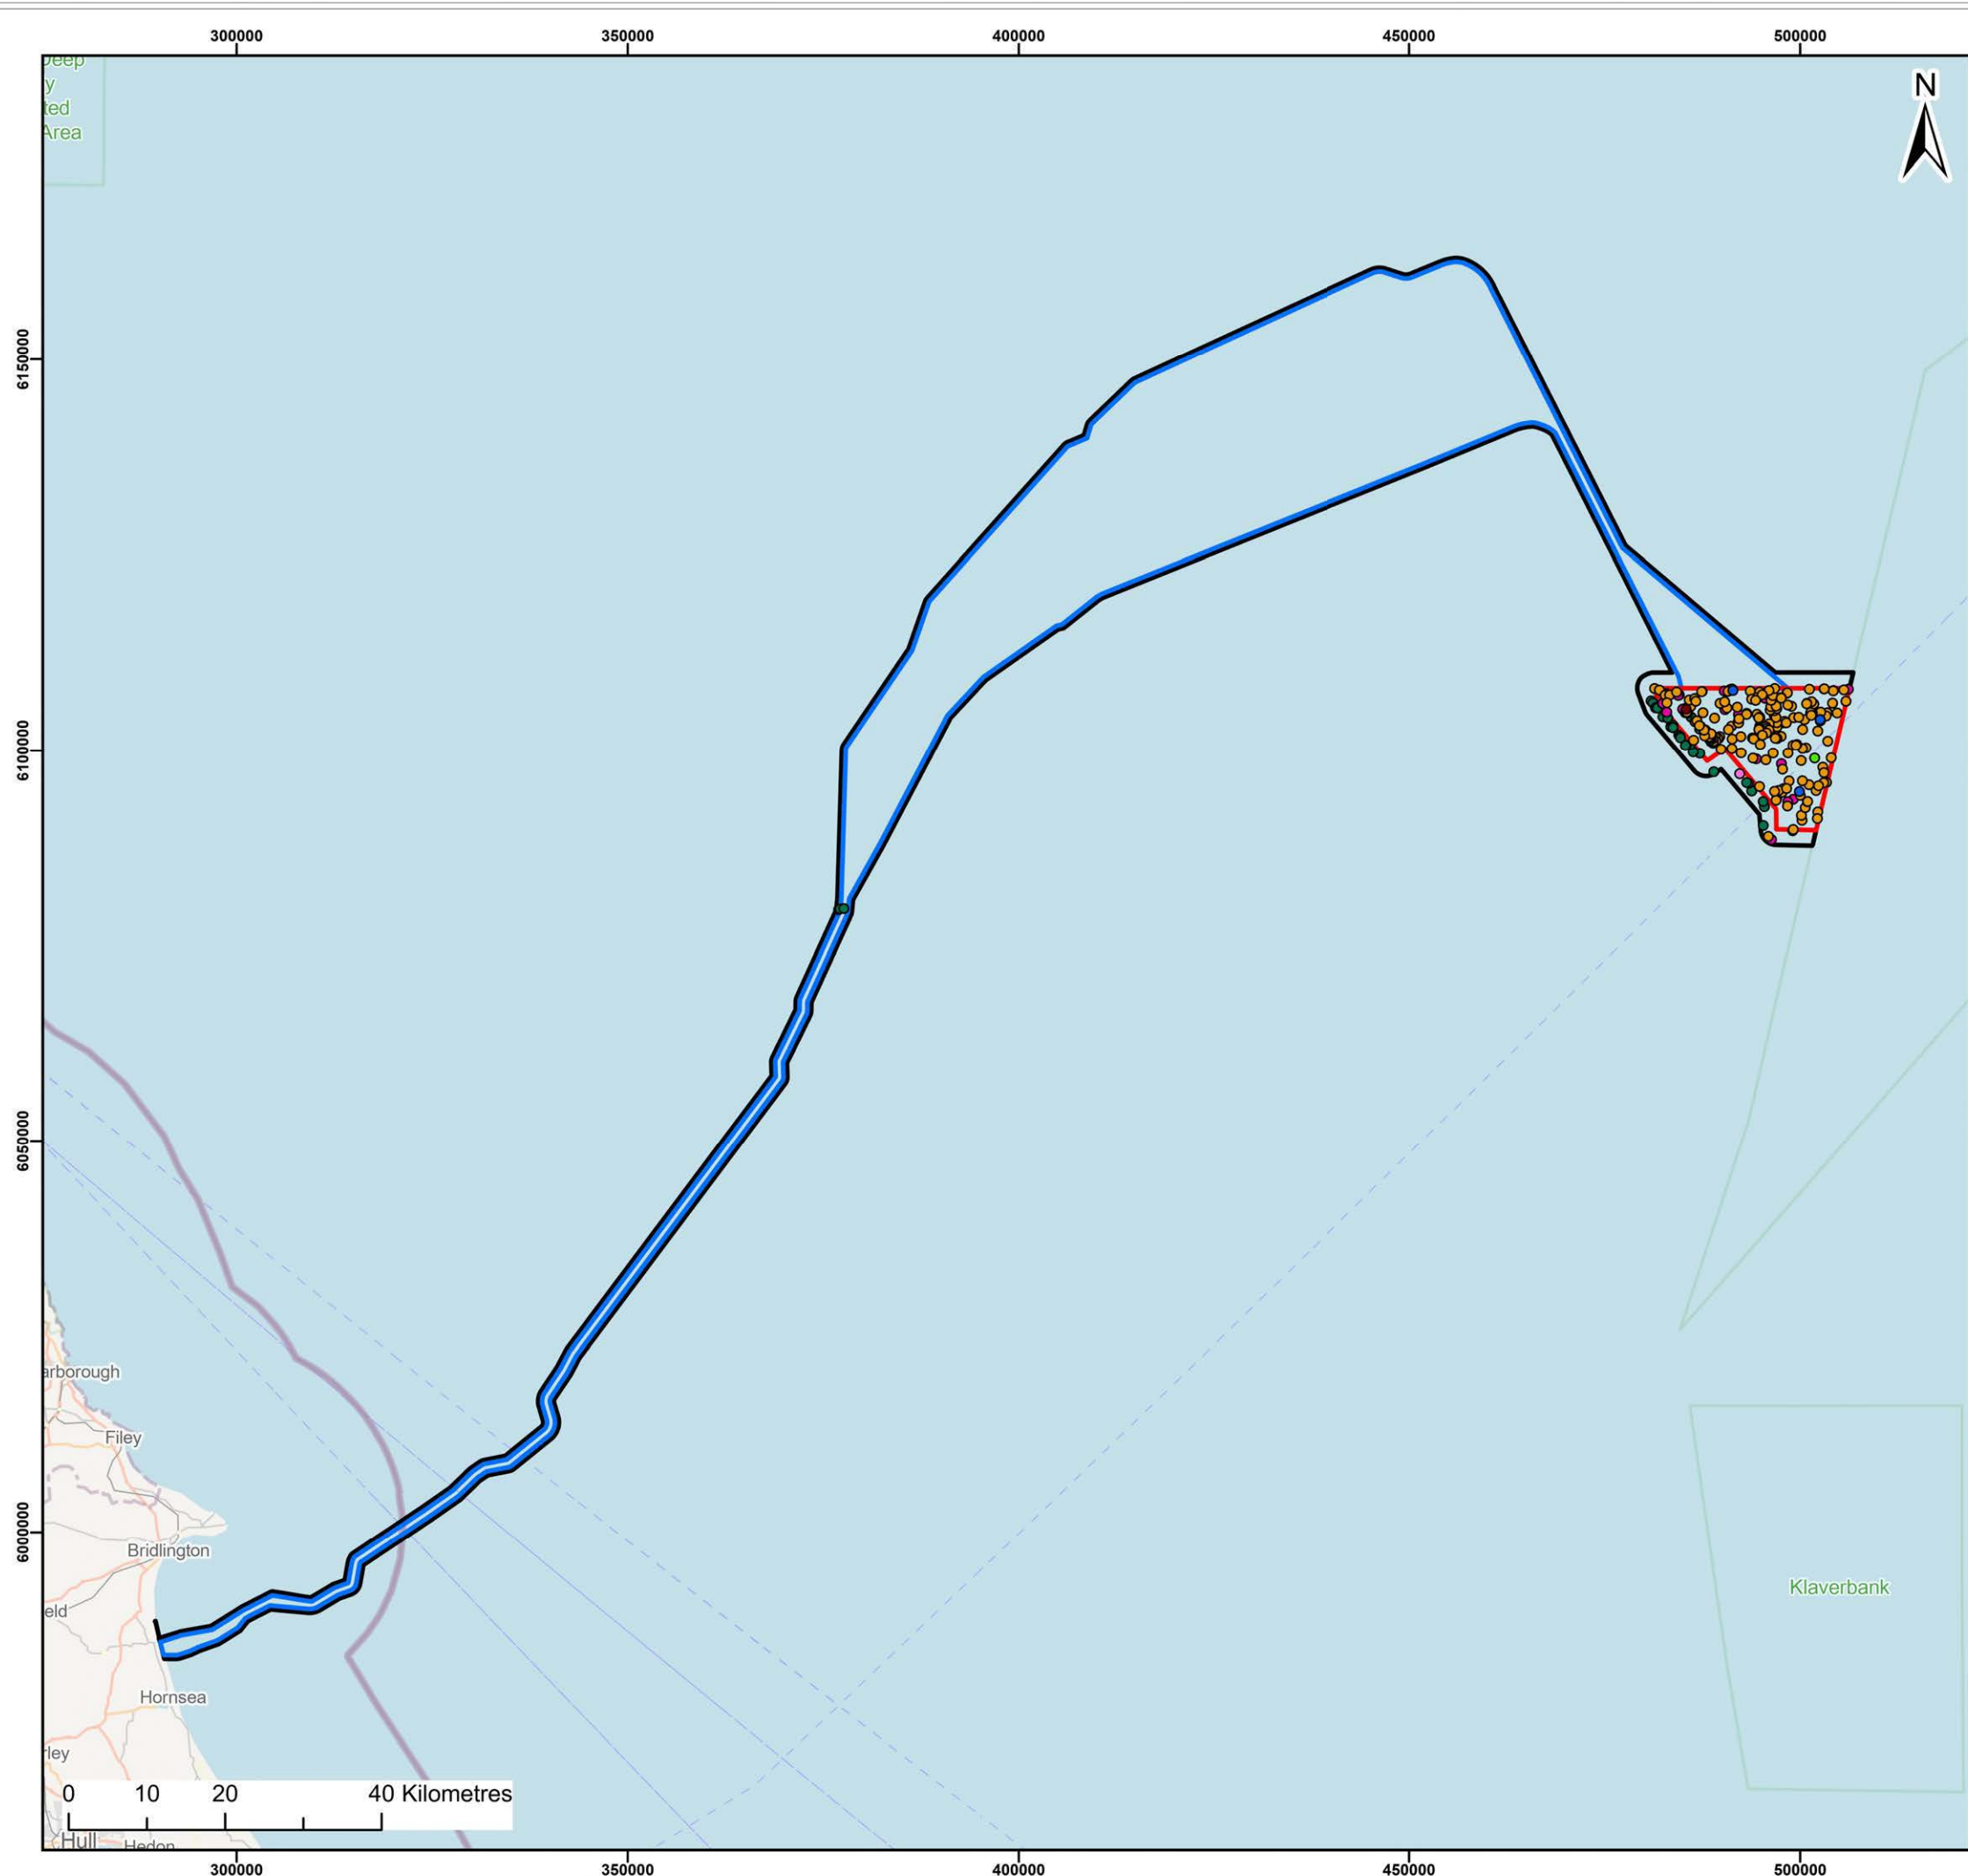 300000 350000 400000 450000 500000
Deep
y
ted
Area
N
6150000
6100000
6050000
arborough
Filey
6000000
Bridlington
Klaverbank
eld
Hornsea
rley
0 10 20 40 Kilometres
Hull Hedon
300000 350000 400000 450000 500000